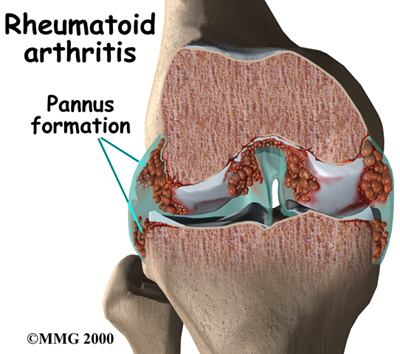 Rheumatoid
arthritis
Pannus
formation
©MMG 2000